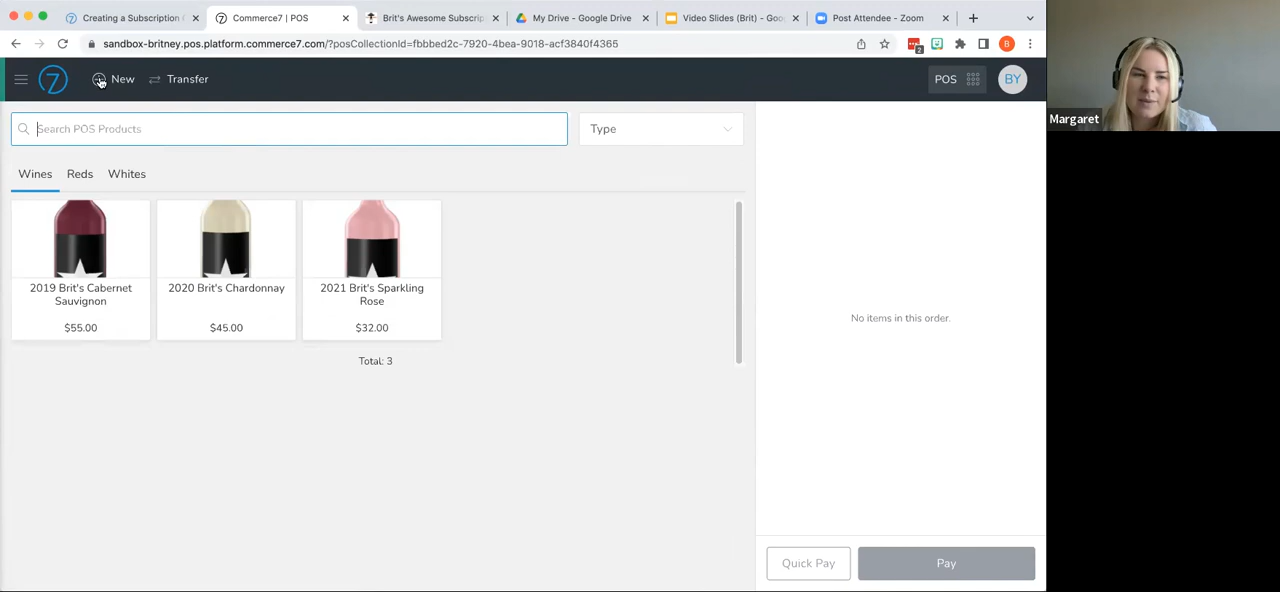 Creating a Subscription
Commerce7 | POS
Brit's Awesome Subscrip
My Drive - Google Drive
Video Slides (Brit) - Goo
Post Attendee - Zoom
sandbox-britney.pos.platform.commerce7.com/?posCollectionId=fbbbed2c-7920-4bea-9018-acf3840f4365
2
B
7
New
Transfer
POS
BY
Margaret
Search POS Products
Type
Wines
Reds
Whites
2019 Brit's Cabernet
Sauvignon
$55.00
2020 Brit's Chardonnay
$45.00
2021 Brit's Sparkling
Rose
$32.00
Total: 3
No items in this order.
Quick Pay
Pay